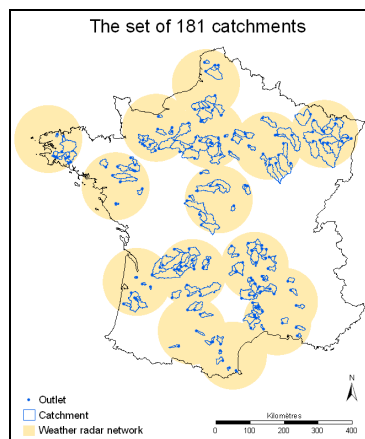 The set of 181 catchments
N
Outlet
Catchment
Weather radar network
Kilomètres
0 100 200 300 400